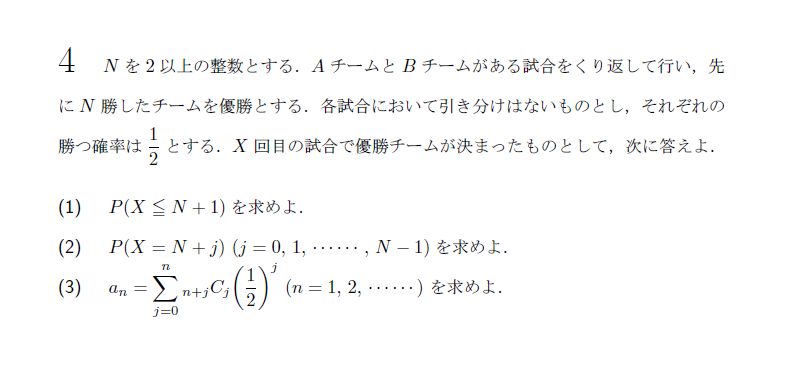 4 N を 2 以上の整数とする．A チームと B チームがある試合をくり返して行い，先
に N 勝したチームを優勝とする．各試合において引き分けはないものとし，それぞれの
勝つ確率は \frac{1}{2} とする．X 回目の試合で優勝チームが決まったものとして，次に答えよ．
(1) P(X ≦ N + 1) を求めよ．
(2) P(X = N + j) (j = 0, 1, ······ , N − 1) を求めよ．
(3) a_n = \sum_{j=0}^{n} {}_{n+j}C_j \left(\frac{1}{2}\right)^j (n = 1, 2, ······) を求めよ．